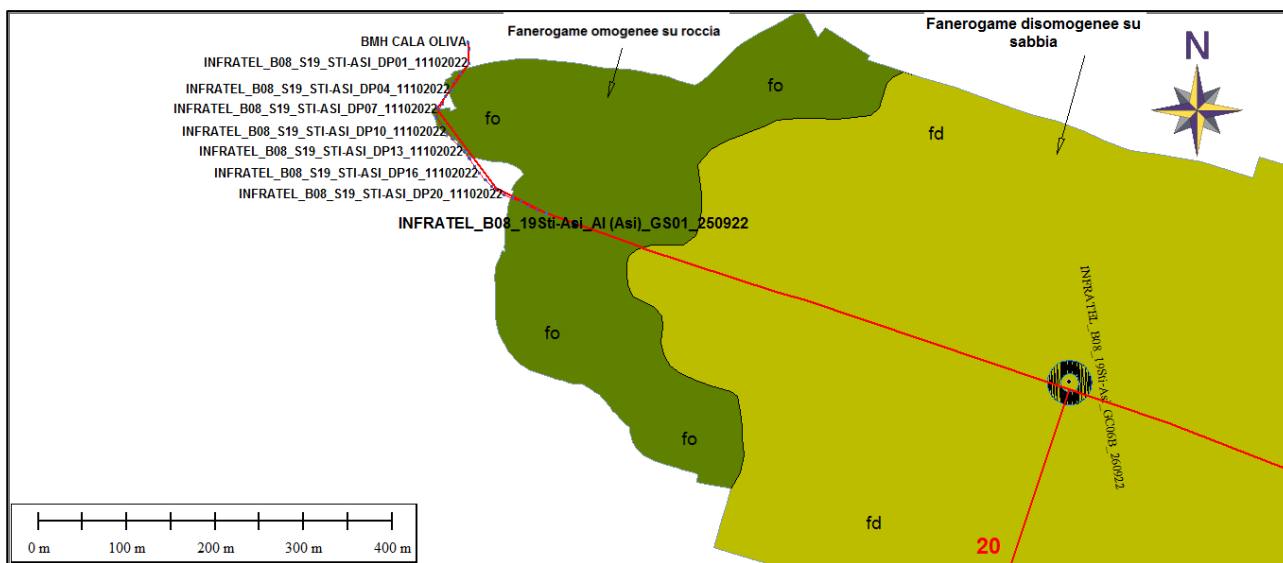 Fanerogame omogenee su roccia
Fanerogame disomogenee su
sabbia
N
BMH CALA OLIVA
INFRATEL_B08_S19_STI-ASI_DP01_11102022
INFRATEL_B08_S19_STI-ASI_DP04_11102022
INFRATEL_B08_S19_STI-ASI_DP07_11102022
INFRATEL_B08_S19_STI-ASI_DP10_11102022
INFRATEL_B08_S19_STI-ASI_DP13_11102022
INFRATEL_B08_S19_STI-ASI_DP16_11102022
INFRATEL_B08_S19_STI-ASI_DP20_11102022
INFRATEL_B08_19Sti-Asi_AI (Asi)_GS01_250922
fo
fo
fd
fo
fo
INFRATEL_B08_19Sti-Asi_GC06B_260922
fd
20
0 m 100 m 200 m 300 m 400 m